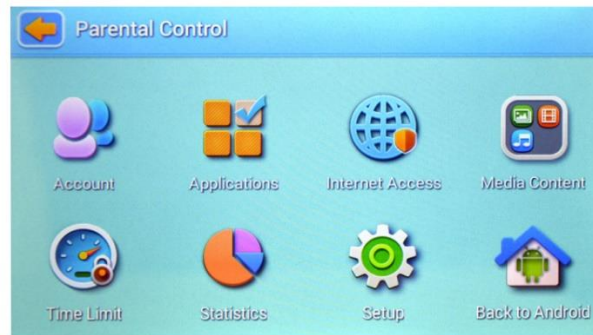 Parental Control
Account Applications Internet Access Media Content
Time Limit Statistics Setup Back to Android